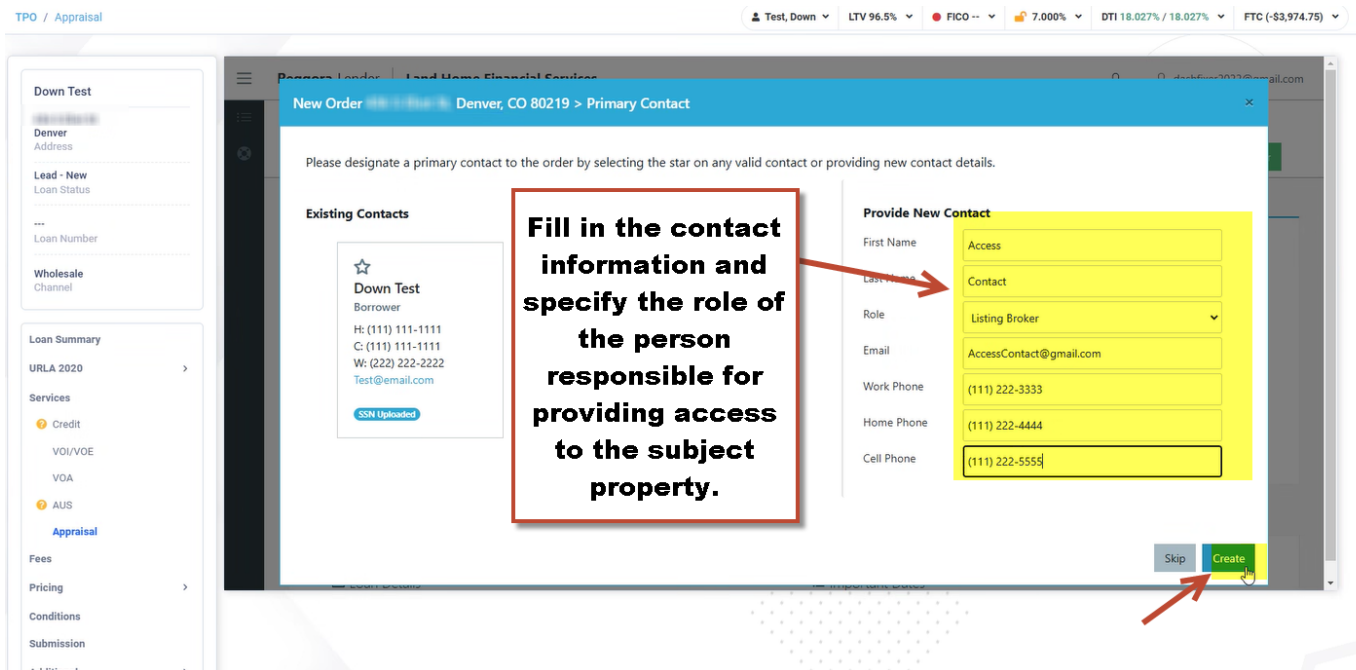 TPO / Appraisal
Test, Down
LTV 96.5%
FICO --
7.000%
DTI 18.027% / 18.027%
FTC (-$3,974.75)
Down Test
Denver
Address
Lead - New
Loan Status
---
Loan Number
Wholesale
Channel
Loan Summary
URLA 2020
Services
Credit
VOI/VOE
VOA
AUS
Appraisal
Fees
Pricing
Conditions
Submission
Reggora Lender
Land Home Financial Services
New Order Denver, CO 80219 > Primary Contact
×
Please designate a primary contact to the order by selecting the star on any valid contact or providing new contact details.
Existing Contacts
Down Test
Borrower
H: (111) 111-1111
C: (111) 111-1111
W: (222) 222-2222
Test@email.com
SSN Uploaded
Fill in the contact
information and
specify the role of
the person
responsible for
providing access
to the subject
property.
Provide New Contact
First Name Access
Last Name Contact
Role Listing Broker
Email AccessContact@gmail.com
Work Phone (111) 222-3333
Home Phone (111) 222-4444
Cell Phone (111) 222-5555
Skip Create
Loan Details
Important Dates